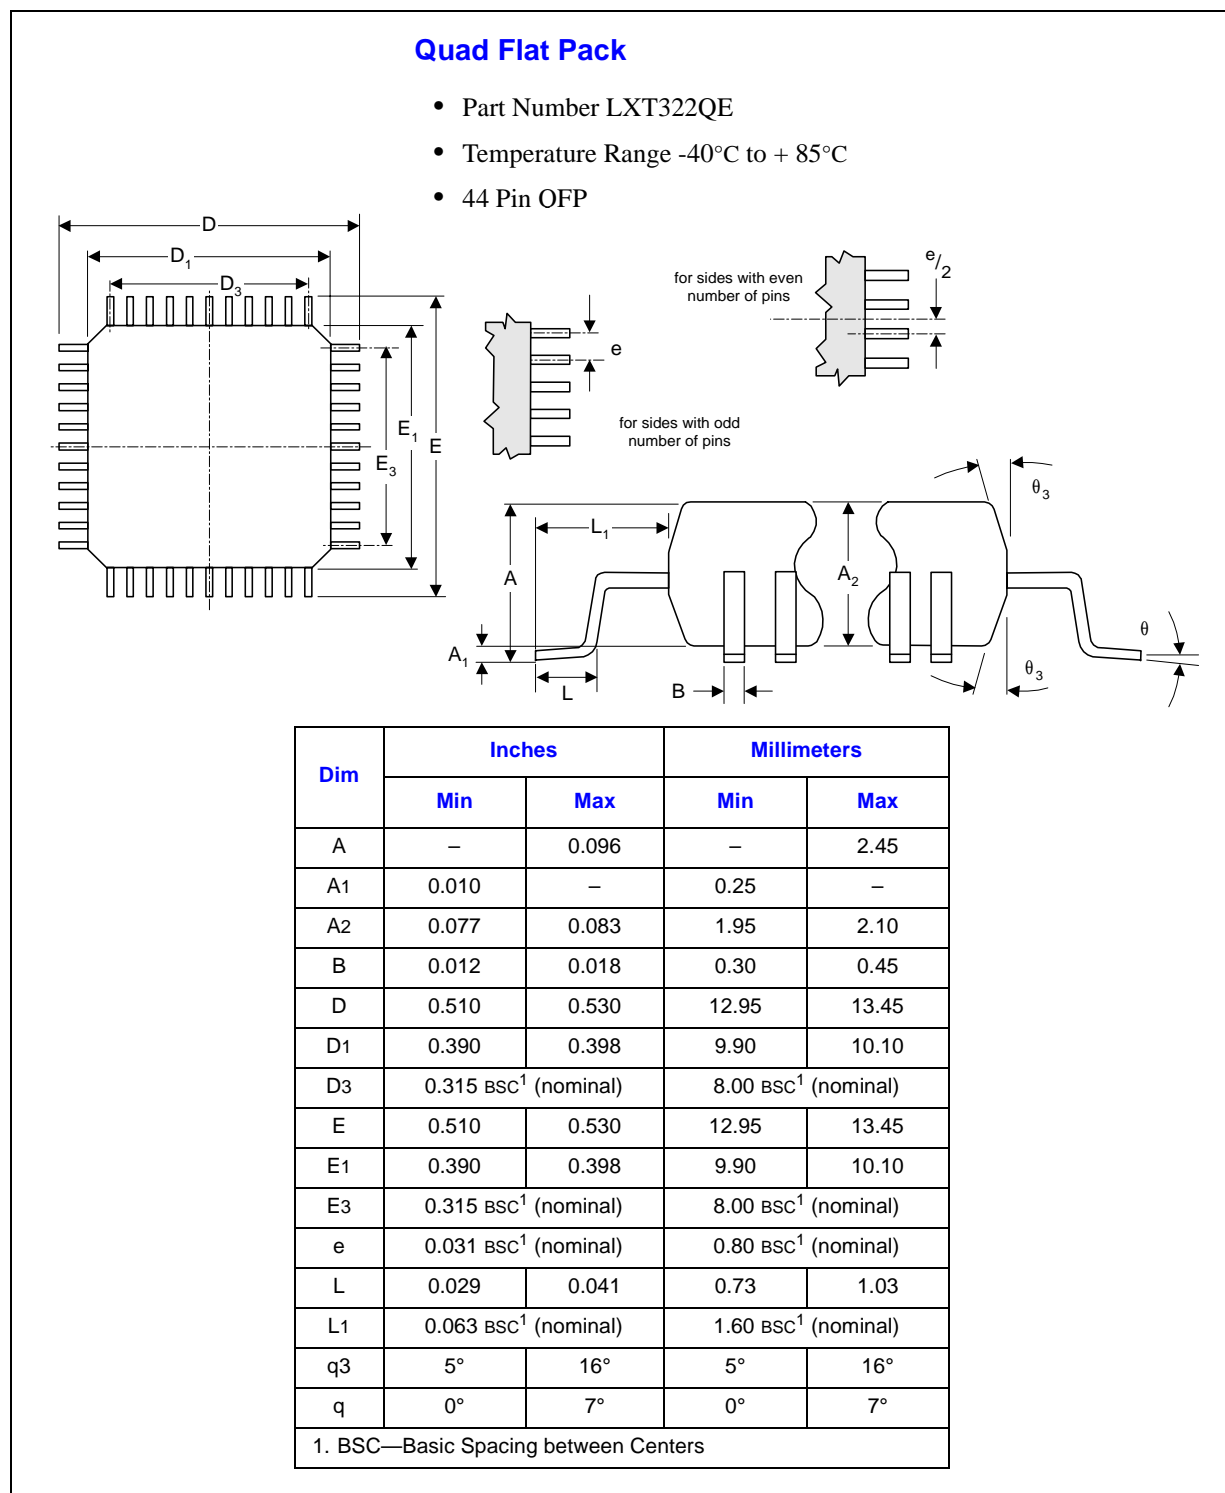 Quad Flat Pack
• Part Number LXT322QE
• Temperature Range -40°C to + 85°C
• 44 Pin QFP
D
D1
D3
E3
E1
E
e
for sides with odd
number of pins
for sides with even
number of pins
e/2
A
A1
L1
L
B
A2
θ3
θ
θ3
Dim Inches Millimeters
Min Max Min Max
A – 0.096 – 2.45
A1 0.010 – 0.25 –
A2 0.077 0.083 1.95 2.10
B 0.012 0.018 0.30 0.45
D 0.510 0.530 12.95 13.45
D1 0.390 0.398 9.90 10.10
D3 0.315 BSC1 (nominal) 8.00 BSC1 (nominal)
E 0.510 0.530 12.95 13.45
E1 0.390 0.398 9.90 10.10
E3 0.315 BSC1 (nominal) 8.00 BSC1 (nominal)
e 0.031 BSC1 (nominal) 0.80 BSC1 (nominal)
L 0.029 0.041 0.73 1.03
L1 0.063 BSC1 (nominal) 1.60 BSC1 (nominal)
q3 5° 16° 5° 16°
q 0° 7° 0° 7°
1. BSC—Basic Spacing between Centers